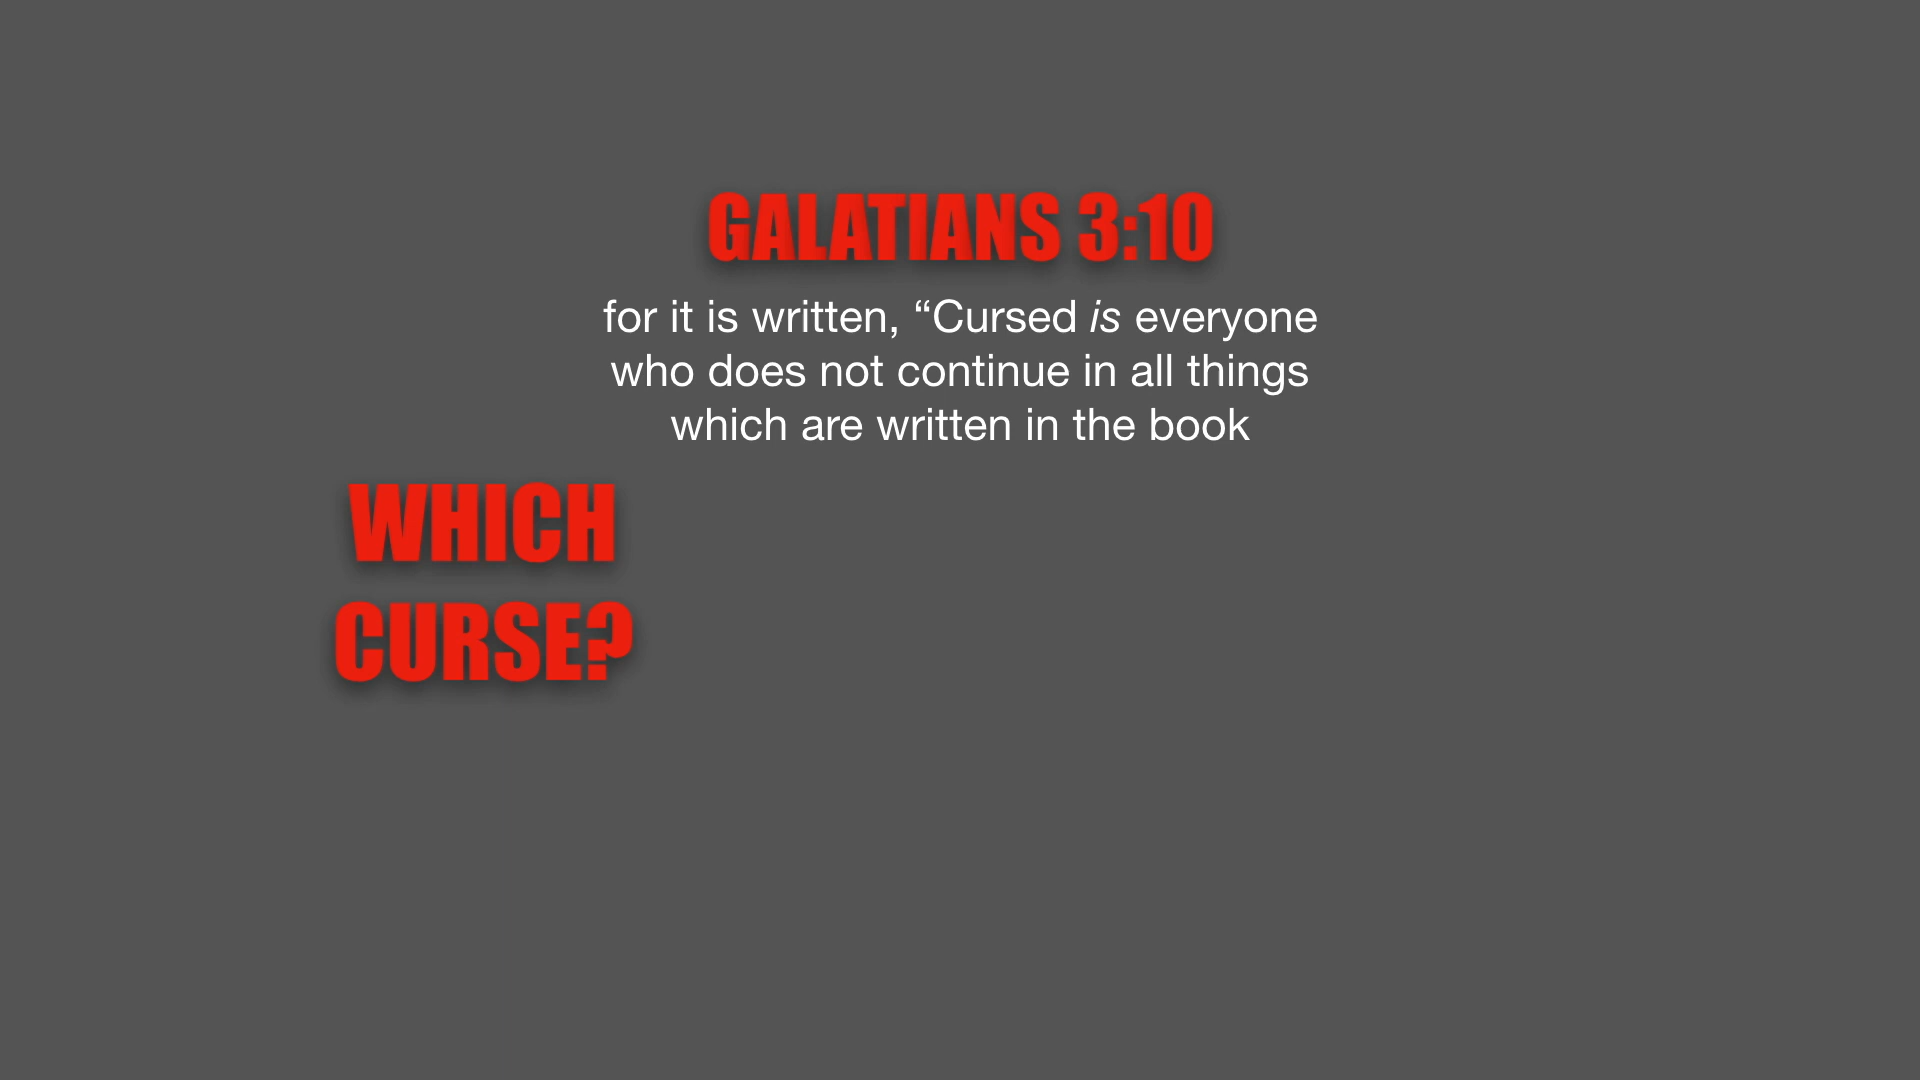 GALATIANS 3:10
for it is written, “Cursed is everyone
who does not continue in all things
which are written in the book
WHICH
CURSE?